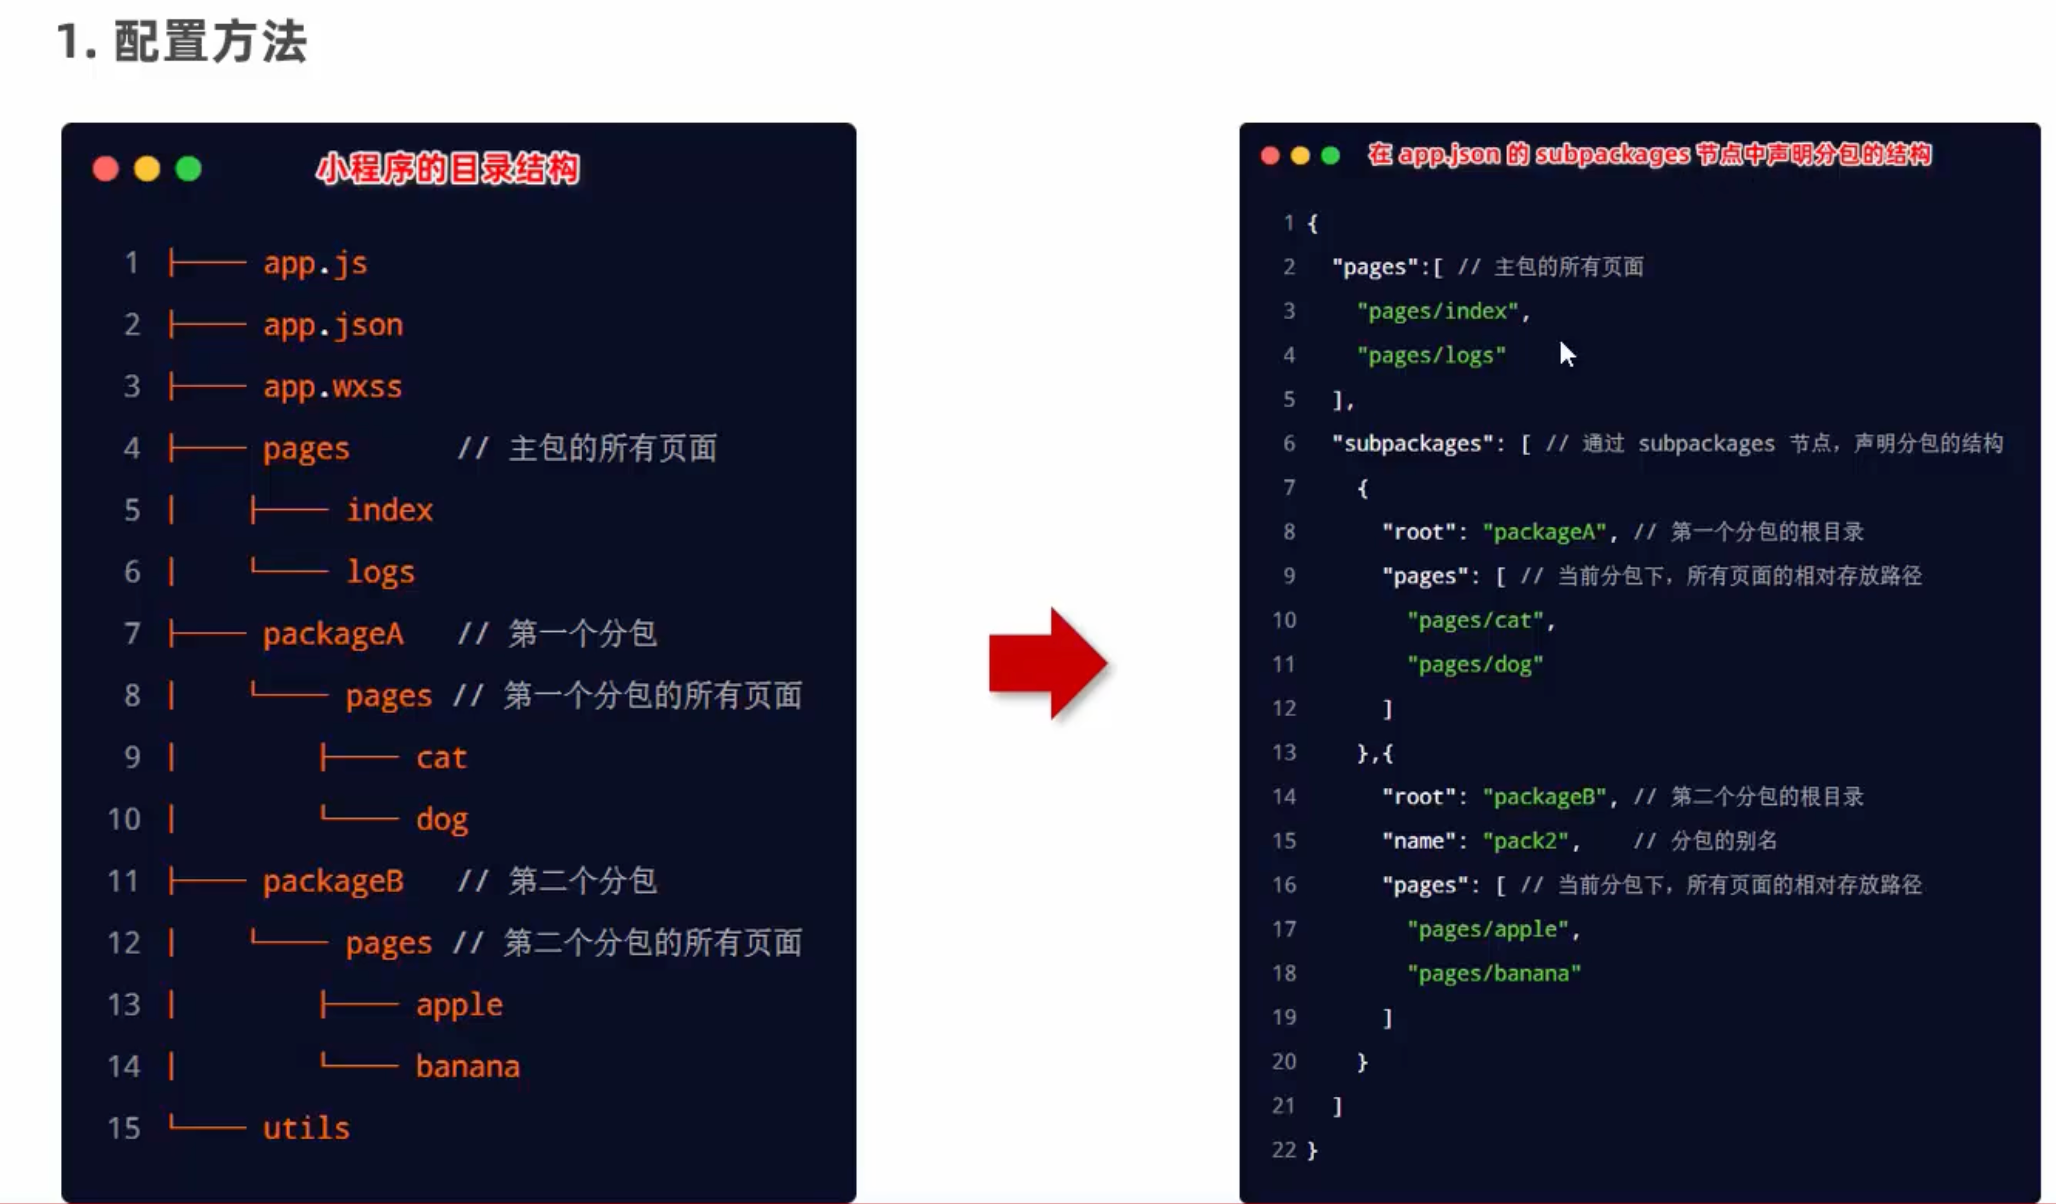 1. 配置方法
小程序的目录结构
1 ├── app.js
2 ├── app.json
3 ├── app.wxss
4 ├── pages // 主包的所有页面
5 │ ├── index
6 │ └── logs
7 ├── packageA // 第一个分包
8 │ └── pages // 第一个分包的所有页面
9 │ ├── cat
10 │ └── dog
11 ├── packageB // 第二个分包
12 │ └── pages // 第二个分包的所有页面
13 │ ├── apple
14 │ └── banana
15 └── utils
在 app.json 的 subpackages 节点中声明分包的结构
1 {
2 "pages":[ // 主包的所有页面
3 "pages/index",
4 "pages/logs"
5 ],
6 "subpackages": [ // 通过 subpackages 节点，声明分包的结构
7 {
8 "root": "packageA", // 第一个分包的根目录
9 "pages": [ // 当前分包下，所有页面的相对存放路径
10 "pages/cat",
11 "pages/dog"
12 ]
13 },{
14 "root": "packageB", // 第二个分包的根目录
15 "name": "pack2", // 分包的别名
16 "pages": [ // 当前分包下，所有页面的相对存放路径
17 "pages/apple",
18 "pages/banana"
19 ]
20 }
21 ]
22 }